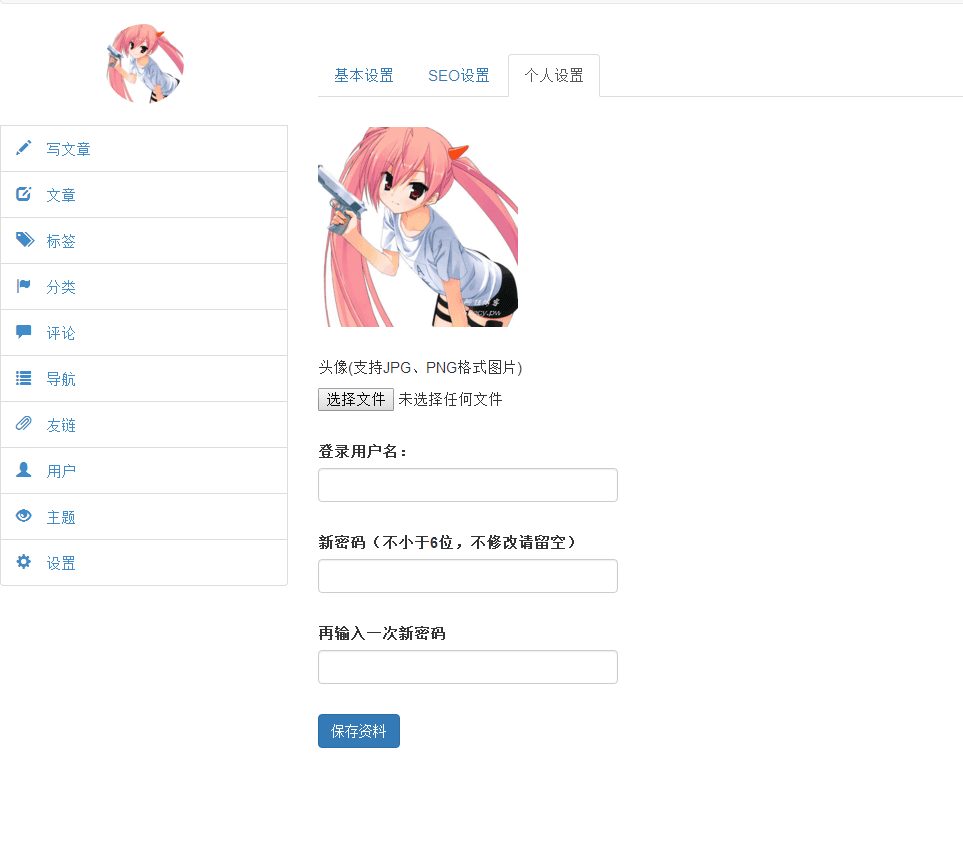 基本设置
SEO设置
个人设置
写文章
文章
标签
分类
评论
导航
友链
用户
主题
设置
头像(支持JPG、PNG格式图片)
选择文件 未选择任何文件
登录用户名：
新密码（不小于6位，不修改请留空）
再输入一次新密码
保存资料